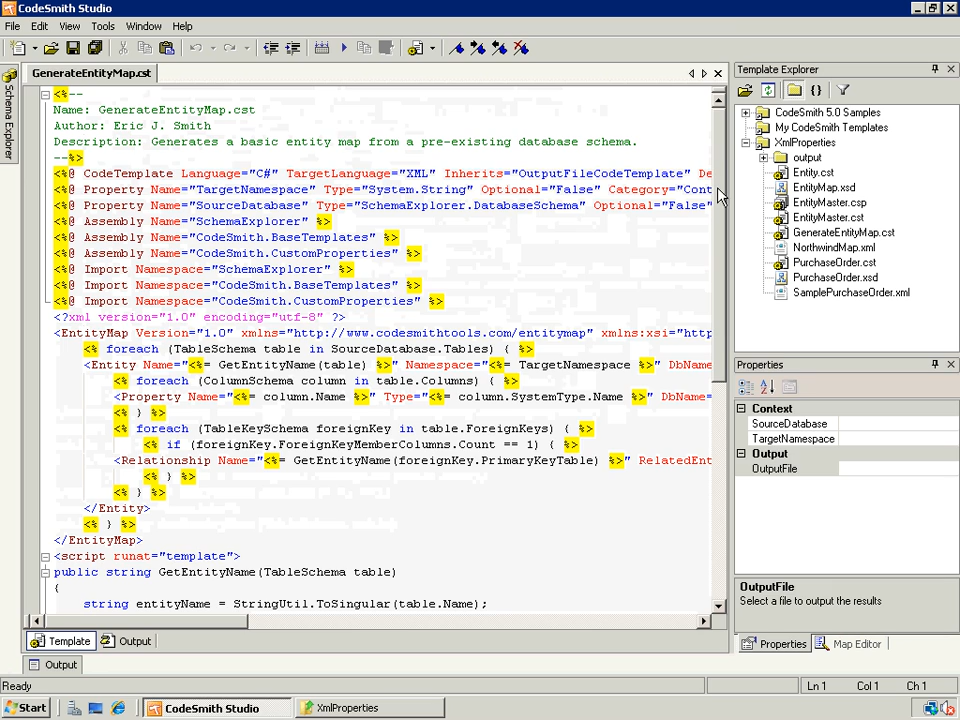 CodeSmith Studio
File Edit View Tools Window Help
GenerateEntityMap.cst
Schema Explorer
<%--
Name: GenerateEntityMap.cst
Author: Eric J. Smith
Description: Generates a basic entity map from a pre-existing database schema.
--%>
<%@ CodeTemplate Language="C#" TargetLanguage="XML" Inherits="OutputFileCodeTemplate" De
<%@ Property Name="TargetNamespace" Type="System.String" Optional="False" Category="Cont
<%@ Property Name="SourceDatabase" Type="SchemaExplorer.DatabaseSchema" Optional="False"
<%@ Assembly Name="SchemaExplorer" %>
<%@ Assembly Name="CodeSmith.BaseTemplates" %>
<%@ Assembly Name="CodeSmith.CustomProperties" %>
<%@ Import Namespace="SchemaExplorer" %>
<%@ Import Namespace="CodeSmith.BaseTemplates" %>
<%@ Import Namespace="CodeSmith.CustomProperties" %>
<?xml version="1.0" encoding="utf-8" ?>
<EntityMap Version="1.0" xmlns="http://www.codesmithtools.com/entitymap" xmlns:xsi="http
<% foreach (TableSchema table in SourceDatabase.Tables) { %>
<Entity Name="<%= GetEntityName(table) %>" Namespace="<%= TargetNamespace %>" DbName
<% foreach (ColumnSchema column in table.Columns) { %>
<Property Name="<%= column.Name %>" Type="<%= column.SystemType.Name %>" DbName=
<% } %>
<% foreach (TableKeySchema foreignKey in table.ForeignKeys) { %>
<% if (foreignKey.ForeignKeyMemberColumns.Count == 1) { %>
<Relationship Name="<%= GetEntityName(foreignKey.PrimaryKeyTable) %>" RelatedEnt
<% } %>
<% } %>
</Entity>
<% } %>
</EntityMap>
<script runat="template">
public string GetEntityName(TableSchema table)
{
string entityName = StringUtil.ToSingular(table.Name);
Template Output
Output
Template Explorer
CodeSmith 5.0 Samples
My CodeSmith Templates
XmlProperties
output
Entity.cst
EntityMap.xsd
EntityMaster.csp
EntityMaster.cst
GenerateEntityMap.cst
NorthwindMap.xml
PurchaseOrder.cst
PurchaseOrder.xsd
SamplePurchaseOrder.xml
Properties
Context
SourceDatabase
TargetNamespace
Output
OutputFile
OutputFile
Select a file to output the results
Properties Map Editor
Ready Ln 1 Col 1 Ch 1
Start CodeSmith Studio XmlProperties